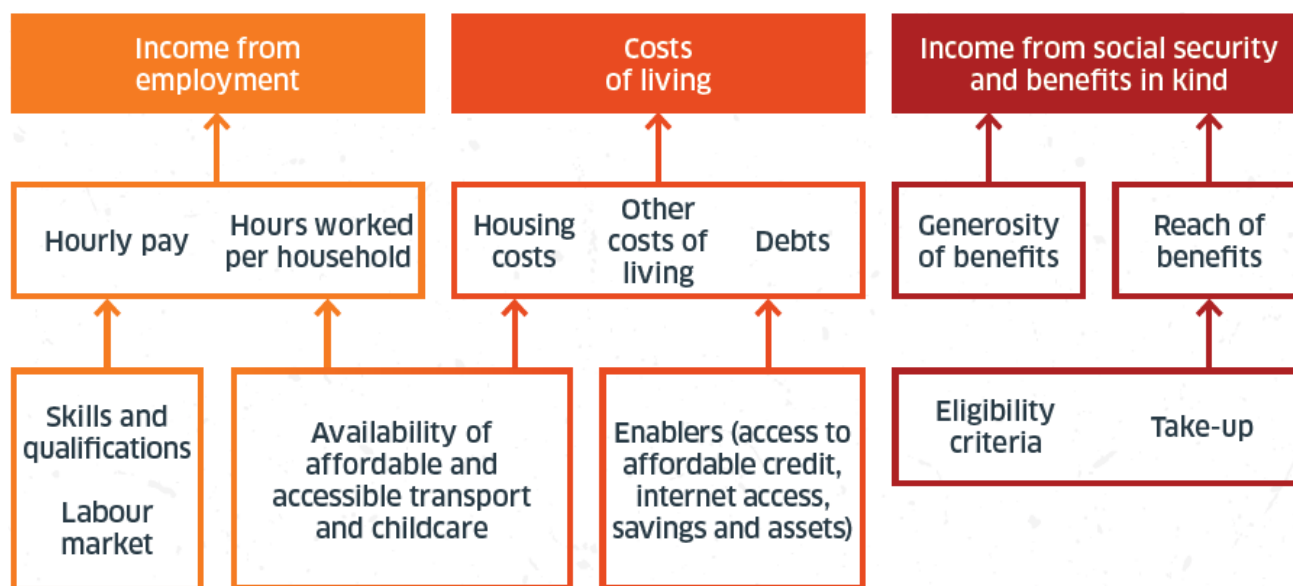 Income from
employment
Costs
of living
Income from social security
and benefits in kind
Hourly pay
Hours worked
per household
Housing
costs
Other
costs of
living
Debts
Generosity
of benefits
Reach of
benefits
Skills and
qualifications
Labour
market
Availability of
affordable and
accessible transport
and childcare
Enablers (access to
affordable credit,
internet access,
savings and assets)
Eligibility
criteria
Take-up